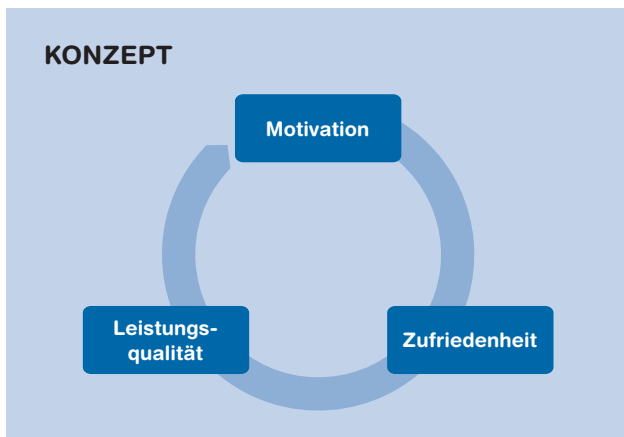 KONZEPT
Motivation
Leistungs-
qualität
Zufriedenheit